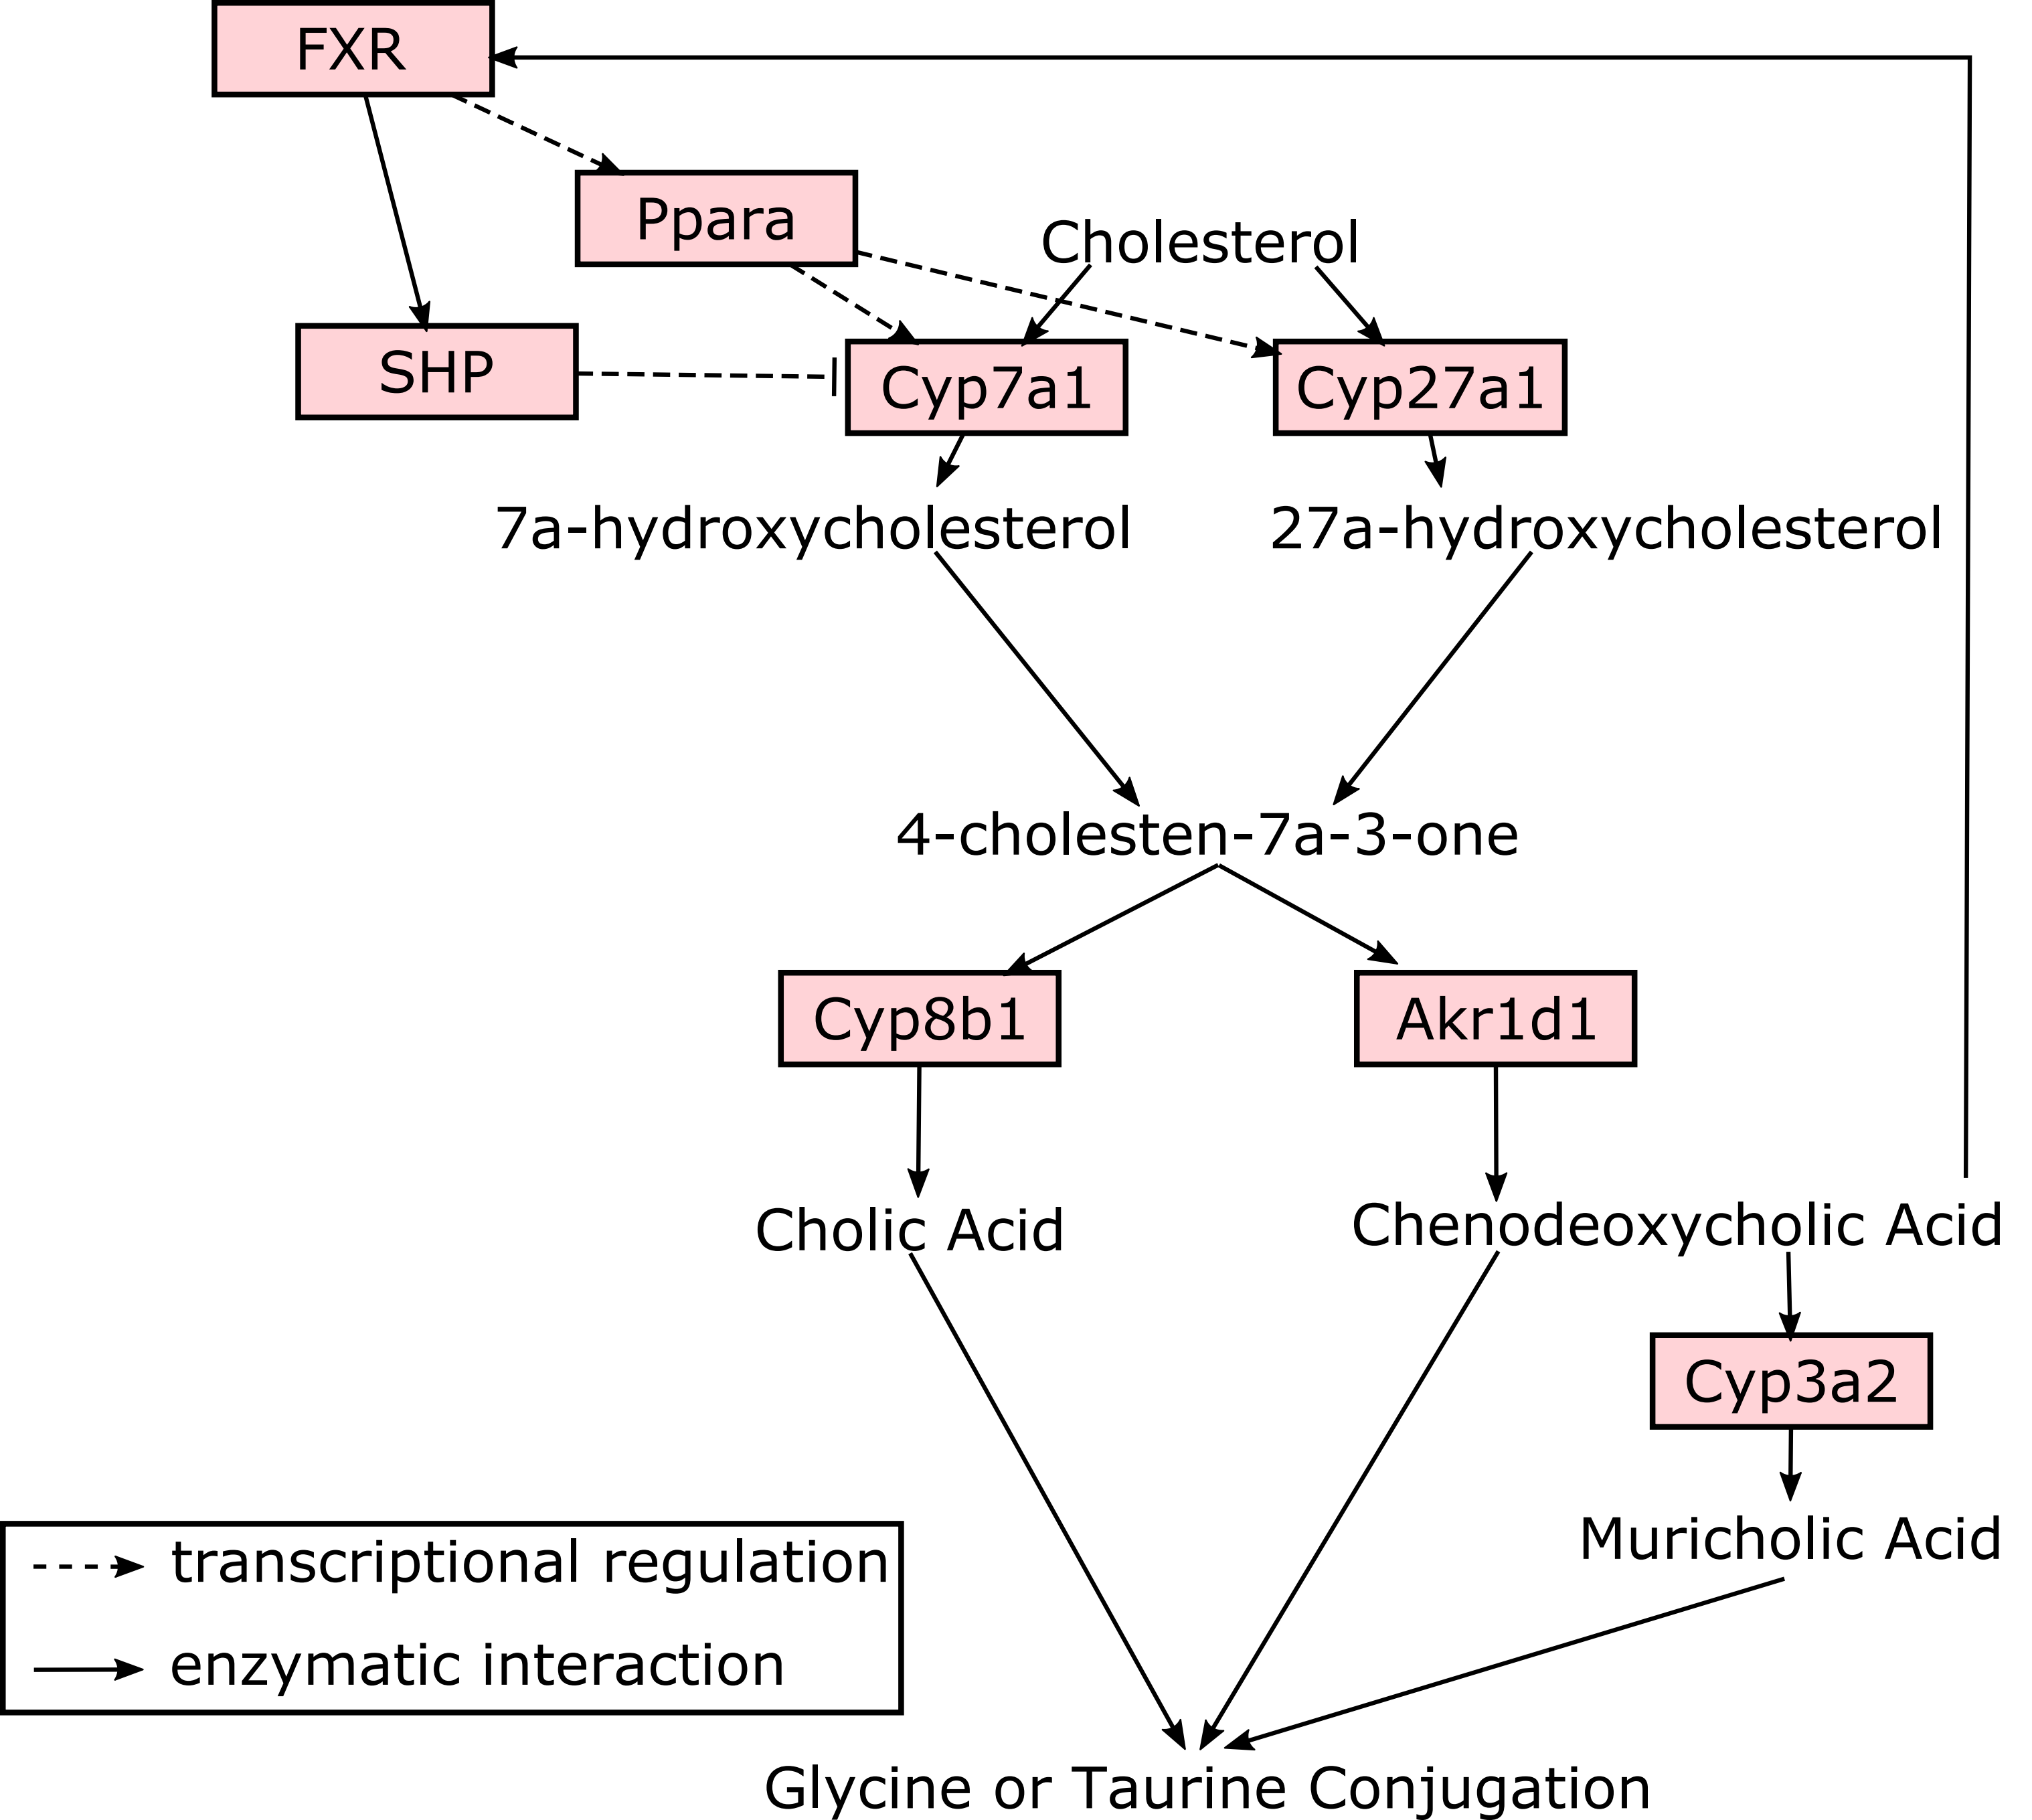 FXR
Ppara
Cholesterol
SHP
Cyp7a1
Cyp27a1
7a-hydroxycholesterol
27a-hydroxycholesterol
4-cholesten-7a-3-one
Cyp8b1
Akr1d1
Cholic Acid
Chenodeoxycholic Acid
Cyp3a2
Muricholic Acid
transcriptional regulation
enzymatic interaction
Glycine or Taurine Conjugation